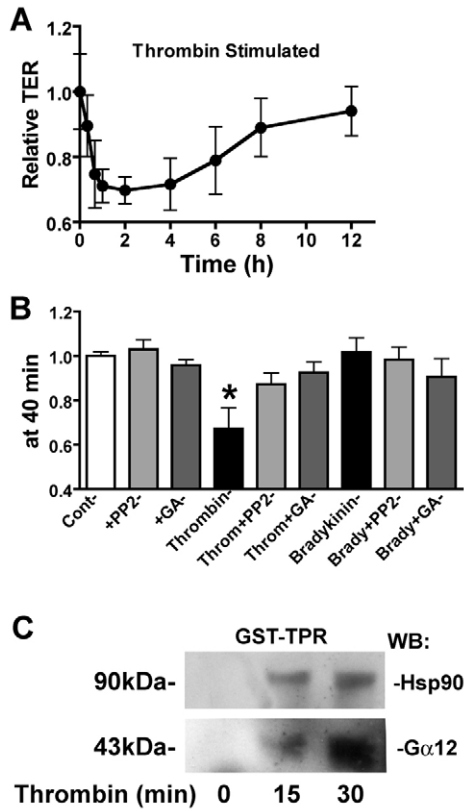 A
Thrombin Stimulated
Relative TER
1.2
1.0
0.8
0.6
0 2 4 6 8 10 12
Time (h)
B
at 40 min
1.2
1.0
0.8
0.6
0.4
*
Cont-
+PP2-
+GA-
Thrombin-
Throm+PP2-
Throm+GA-
Bradykinin-
Brady+PP2-
Brady+GA-
C
GST-TPR WB:
90kDa- -Hsp90
43kDa- -Gα12
Thrombin (min) 0 15 30